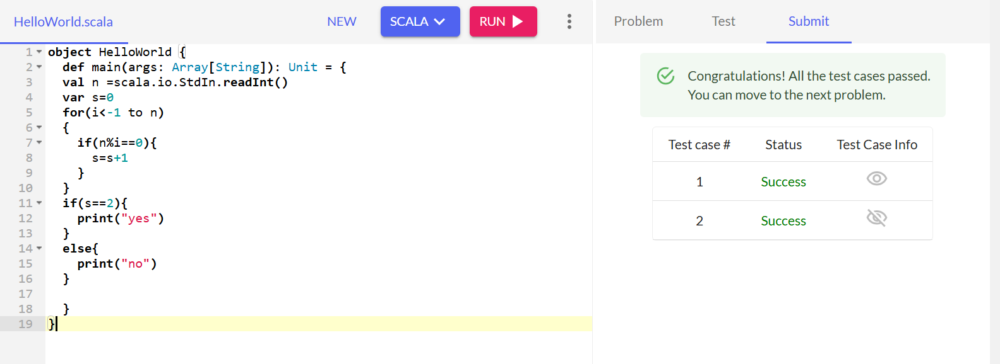 HelloWorld.scala NEW SCALA RUN
1 object HelloWorld {
2   def main(args: Array[String]): Unit = {
3   val n =scala.io.StdIn.readInt()
4   var s=0
5   for(i<-1 to n)
6   {
7     if(n%i==0){
8       s=s+1
9     }
10   }
11   if(s==2){
12     print("yes")
13   }
14   else{
15     print("no")
16   }
17
18   }
19 }
Problem Test Submit
Congratulations! All the test cases passed.
You can move to the next problem.
Test case # Status Test Case Info
1 Success
2 Success